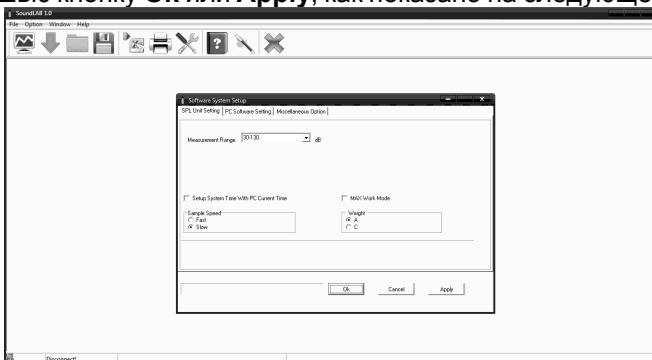 кнопку Ok или Apply, как показано на следующе
SoundLAB 1.0
File Option Window Help
Software System Setup
SPL Unit Setting PC Software Setting Miscellaneous Option
Measurement Range 30-130 dB
Setup System Time With PC Current Time MAX Work Mode
Sample Speed Weight
Fast A
Slow C
Ok Cancel Apply
Disconnect!